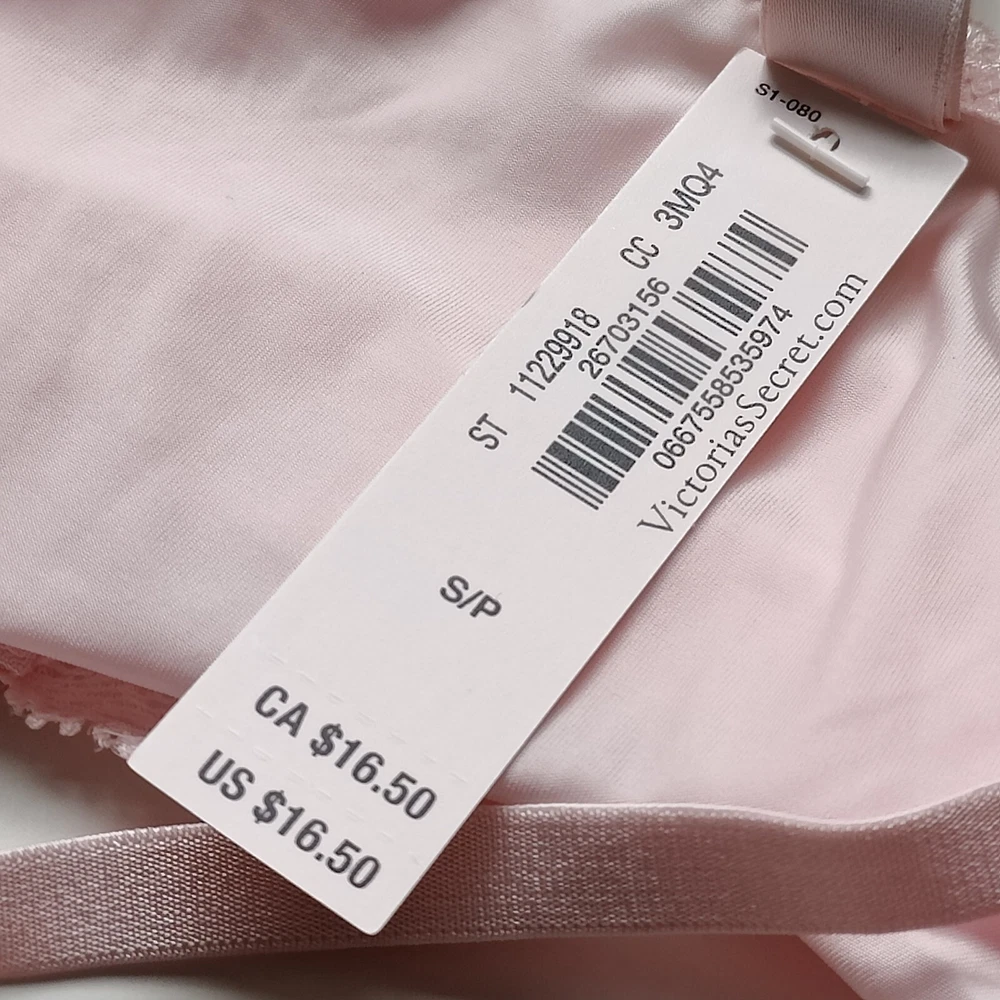 S1-080
ST 11229918 CC 3MQ4
26703156
0667558535974
VictoriasSecret.com
S/P
CA $16.50
US $16.50